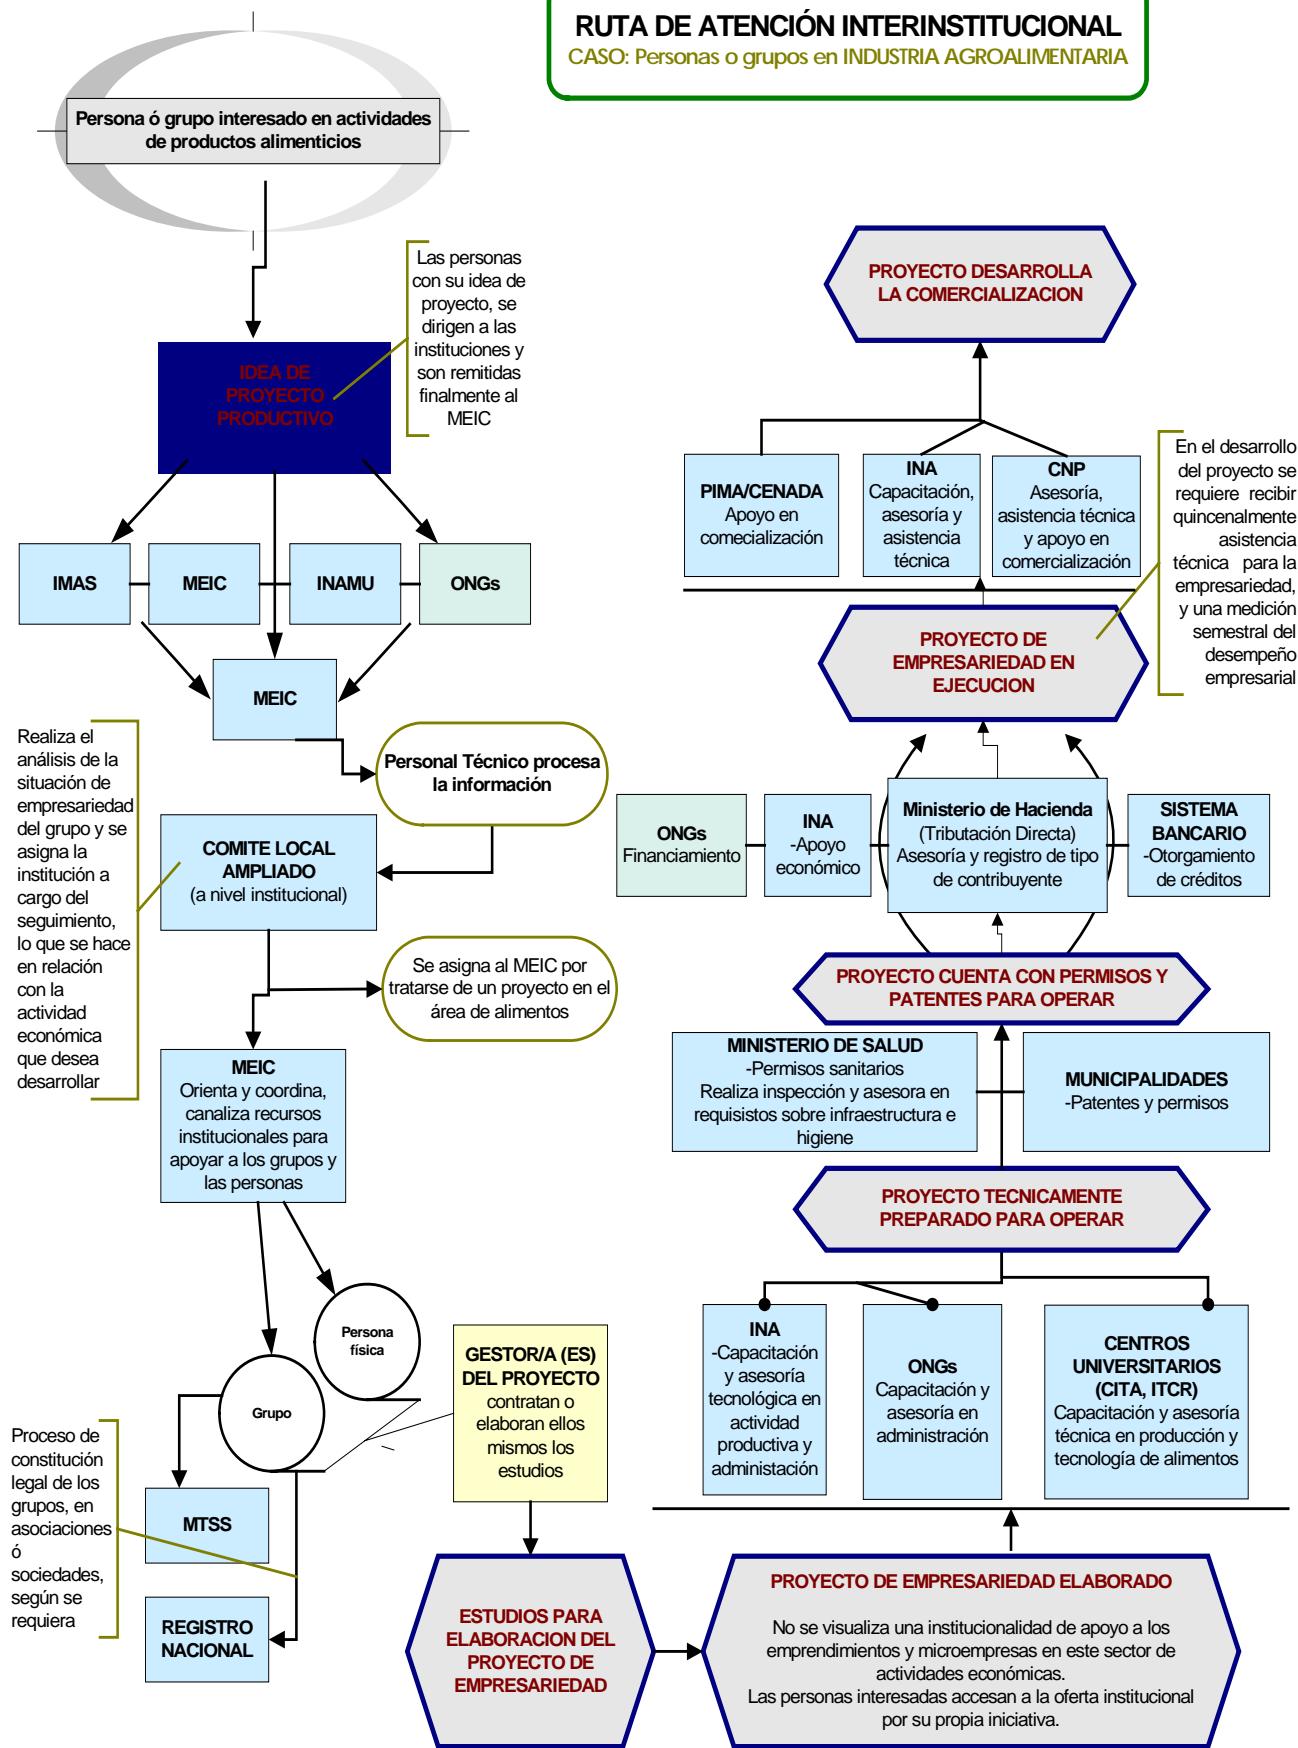 RUTA DE ATENCIÓN INTERINSTITUCIONAL
CASO: Personas o grupos en INDUSTRIA AGROALIMENTARIA
Persona ó grupo interesado en actividades
de productos alimenticios
Las personas
con su idea de
proyecto, se
dirigen a las
instituciones y
son remitidas
finalmente al
MEIC
IDEA DE
PROYECTO
PRODUCTIVO
IMAS
MEIC
INAMU
ONGs
MEIC
Personal Técnico procesa
la información
Realiza el
análisis de la
situación de
empresariedad
del grupo y se
asigna la
institución a
cargo del
seguimiento,
lo que se hace
en relación
con la
actividad
económica
que desea
desarrollar
COMITE LOCAL
AMPLIADO
(a nivel institucional)
Se asigna al MEIC por
tratarse de un proyecto en el
área de alimentos
MEIC
Orienta y coordina,
canaliza recursos
institucionales para
apoyar a los grupos y
las personas
Persona
física
Grupo
Proceso de
constitución
legal de los
grupos, en
asociaciones
ó
sociedades,
según se
requiera
MTSS
REGISTRO
NACIONAL
GESTOR/A (ES)
DEL PROYECTO
contratan o
elaboran ellos
mismos los
estudios
ESTUDIOS PARA
ELABORACION DEL
PROYECTO DE
EMPRESARIEDAD
PROYECTO DE EMPRESARIEDAD ELABORADO
No se visualiza una institucionalidad de apoyo a los
emprendimientos y microempresas en este sector de
actividades económicas.
Las personas interesadas accesan a la oferta institucional
por su propia iniciativa.
INA
-Capacitación
y asesoría
tecnológica en
actividad
productiva y
administación
ONGs
Capacitación y
asesoría en
administración
CENTROS
UNIVERSITARIOS
(CITA, ITCR)
Capacitación y asesoría
técnica en producción y
tecnología de alimentos
PROYECTO TECNICAMENTE
PREPARADO PARA OPERAR
MINISTERIO DE SALUD
-Permisos sanitarios
Realiza inspección y asesora en
requisistos sobre infraestructura e
higiene
MUNICIPALIDADES
-Patentes y permisos
PROYECTO CUENTA CON PERMISOS Y
PATENTES PARA OPERAR
ONGs
Financiamiento
INA
-Apoyo
económico
Ministerio de Hacienda
(Tributación Directa)
Asesoría y registro de tipo
de contribuyente
SISTEMA
BANCARIO
-Otorgamiento
de créditos
PROYECTO DE
EMPRESARIEDAD EN
EJECUCION
En el desarrollo
del proyecto se
requiere recibir
quincenalmente
asistencia
técnica para la
empresariedad,
y una medición
semestral del
desempeño
empresarial
PIMA/CENADA
Apoyo en
comecialización
INA
Capacitación,
asesoría y
asistencia
técnica
CNP
Asesoría,
asistencia técnica
y apoyo en
comercialización
PROYECTO DESARROLLA
LA COMERCIALIZACION